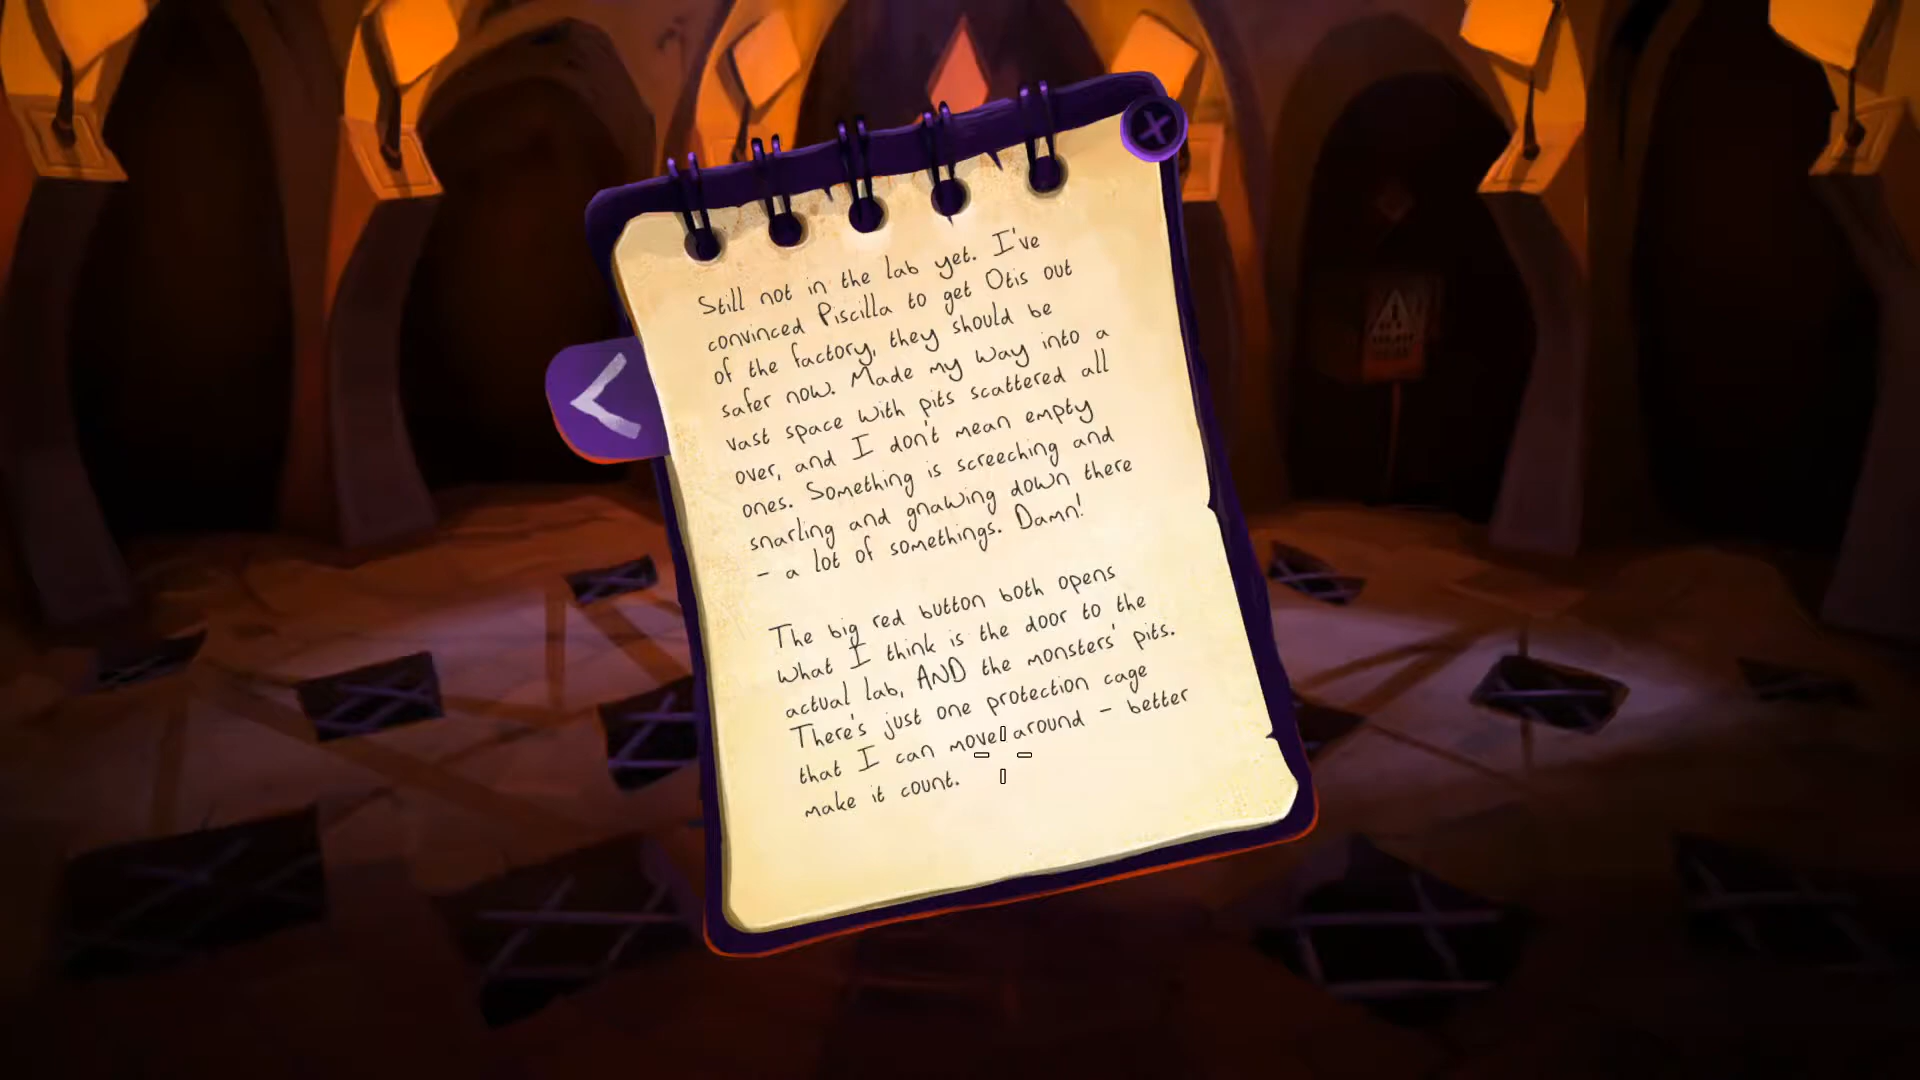 Still not in the lab yet. I've
convinced Piscilla to get Otis out
of the factory, they should be
safer now. Made my way into a
vast space with pits scattered all
over, and I don't mean empty
ones. Something is screeching and
snarling and gnawing down there
- a lot of somethings. Damn!
The big red button both opens
what I think is the door to the
actual lab, AND the monsters' pits.
There's just one protection cage
that I can move around - better
make it count.